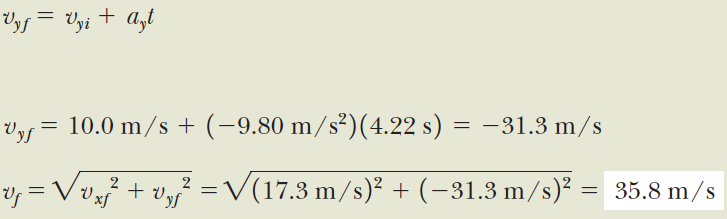 v_yf = v_yi + a_y t
v_yf = 10.0 m/s + (−9.80 m/s²)(4.22 s) = −31.3 m/s
v_f = √(v_xf² + v_yf²) = √((17.3 m/s)² + (−31.3 m/s)²) = 35.8 m/s